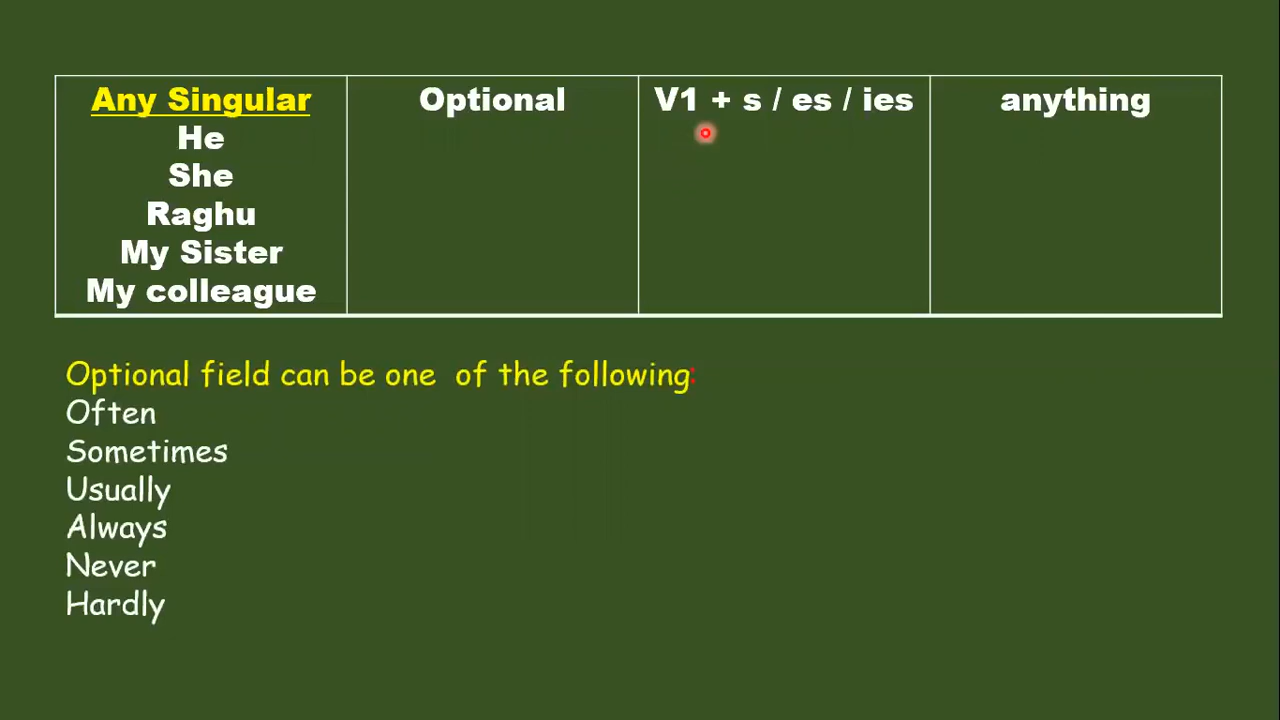 Any Singular Optional V1 + s / es / ies anything
He
She
Raghu
My Sister
My colleague
Optional field can be one of the following:
Often
Sometimes
Usually
Always
Never
Hardly